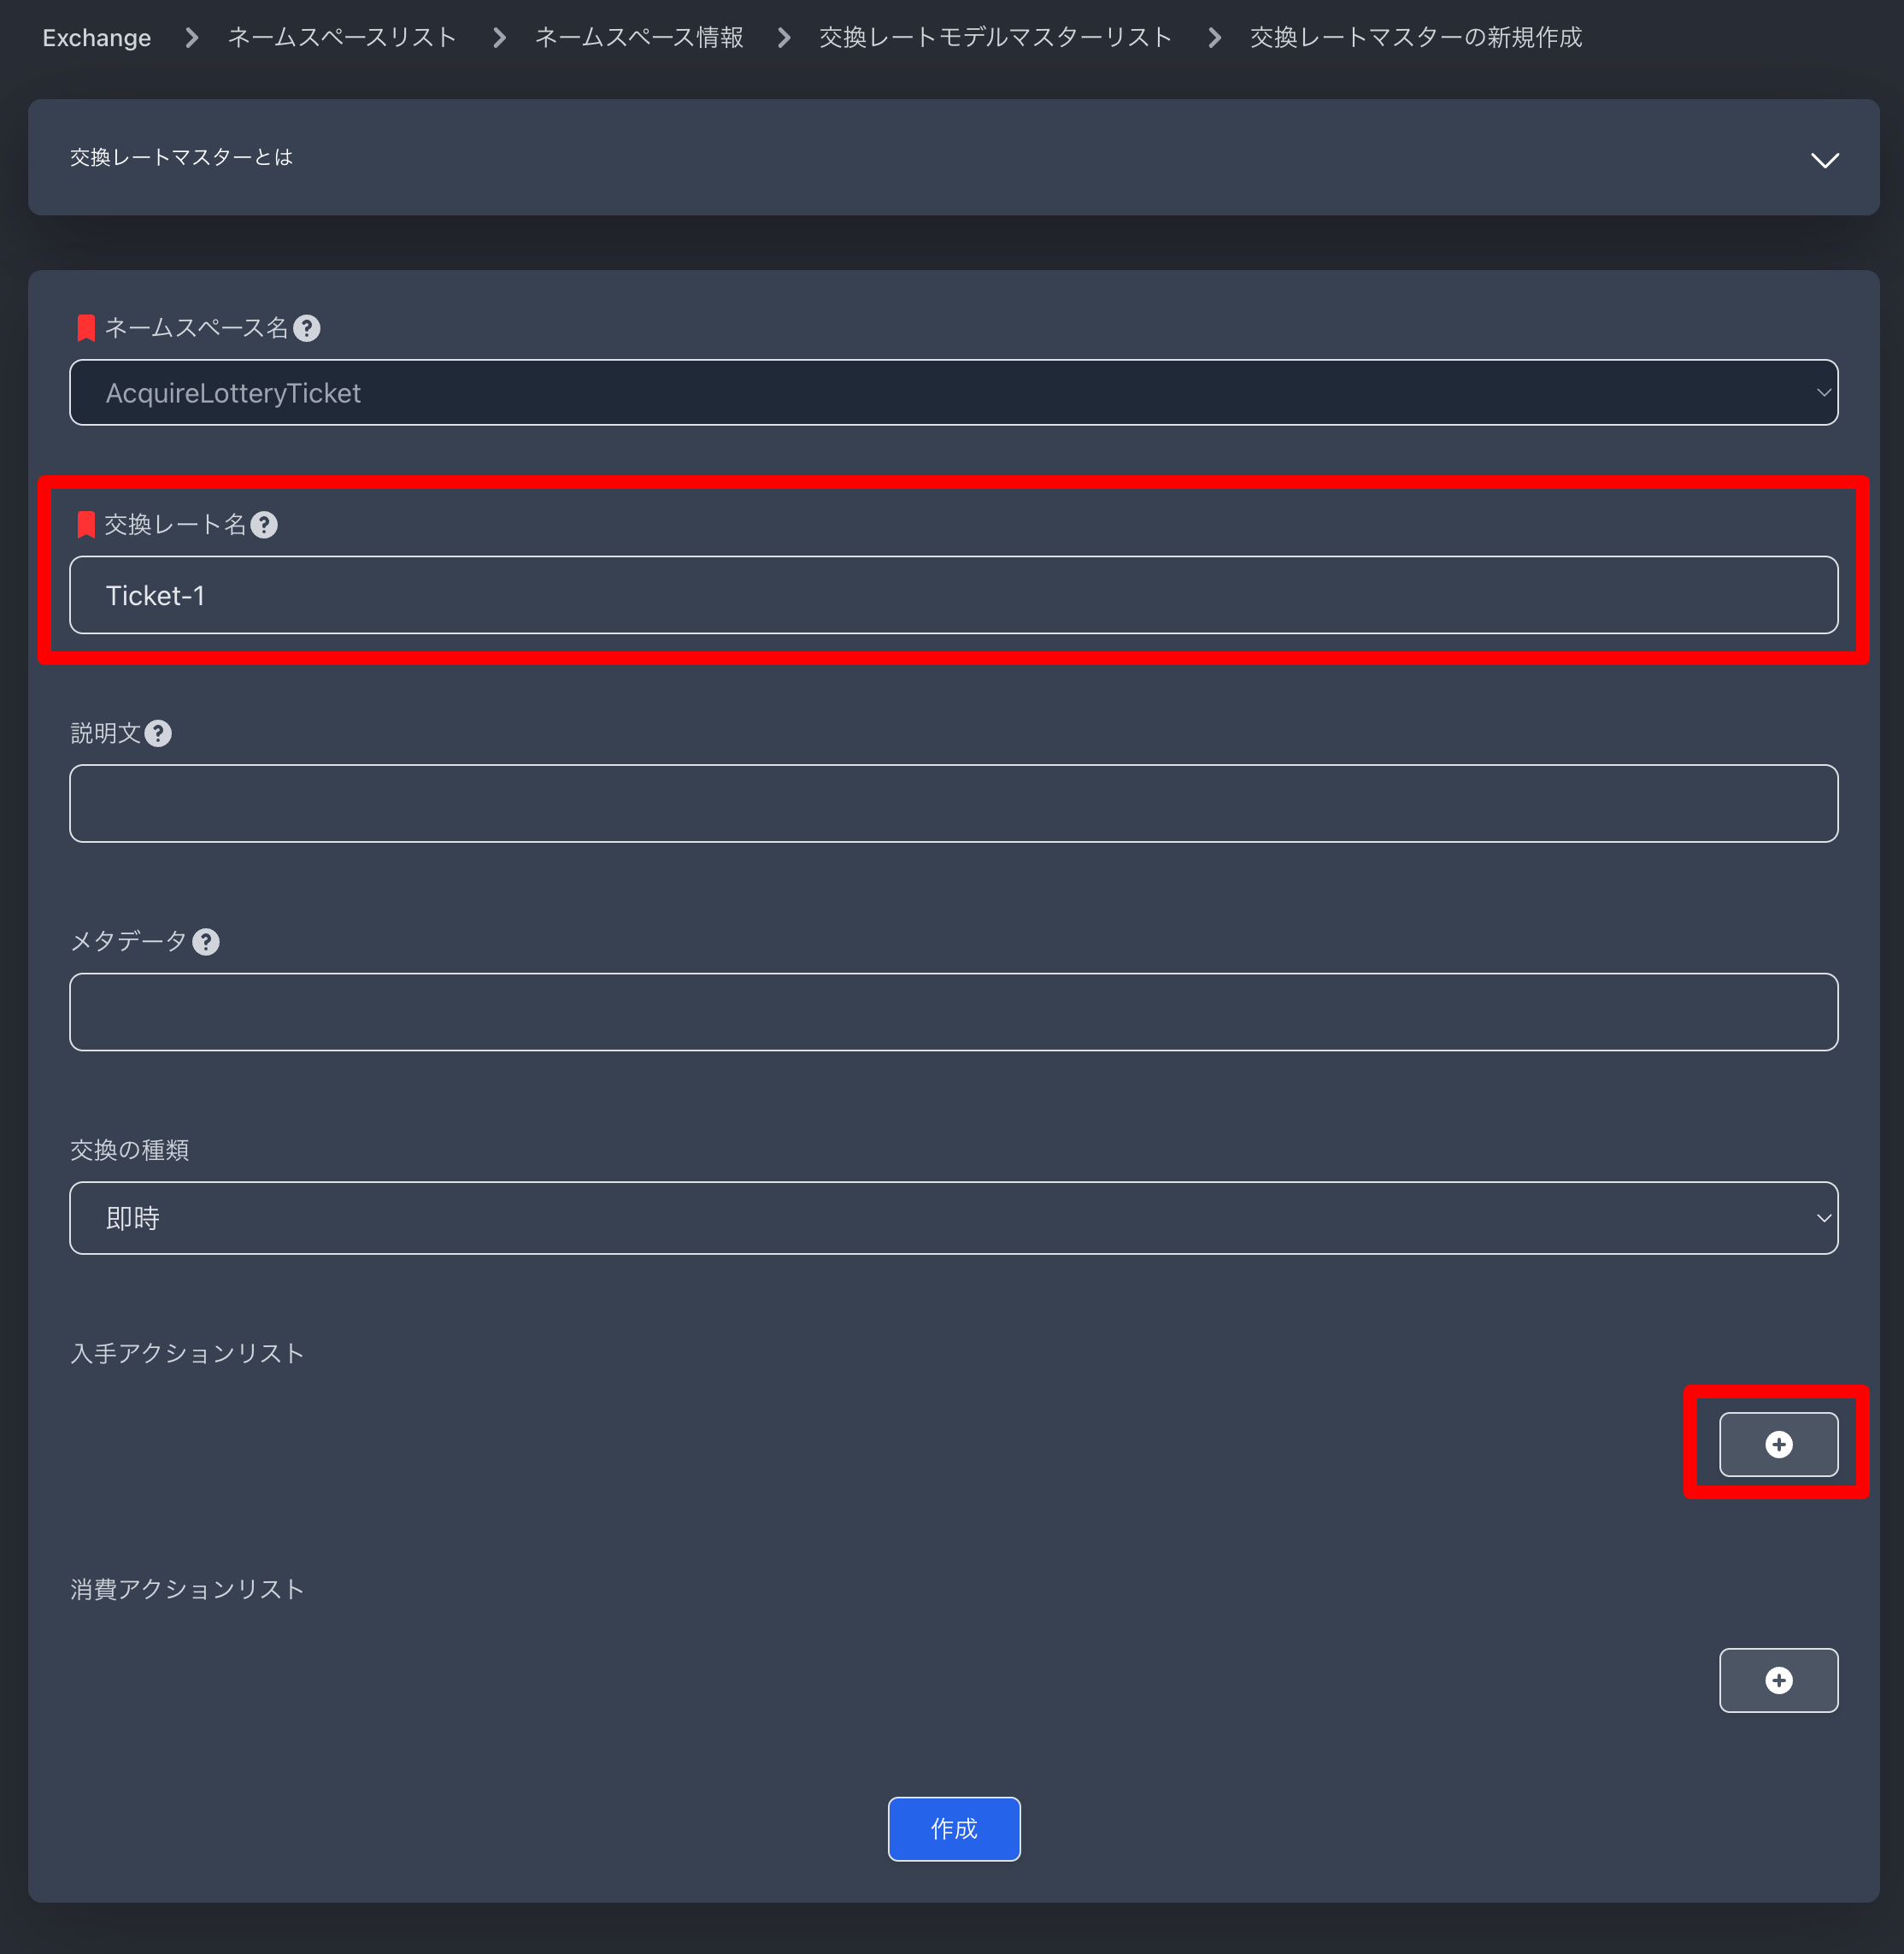 Exchange ネームスペースリスト ネームスペース情報 交換レートモデルマスターリスト 交換レートマスターの新規作成
交換レートマスターとは
ネームスペース名
AcquireLotteryTicket
交換レート名
Ticket-1
説明文
メタデータ
交換の種類
即時
入手アクションリスト
消費アクションリスト
作成